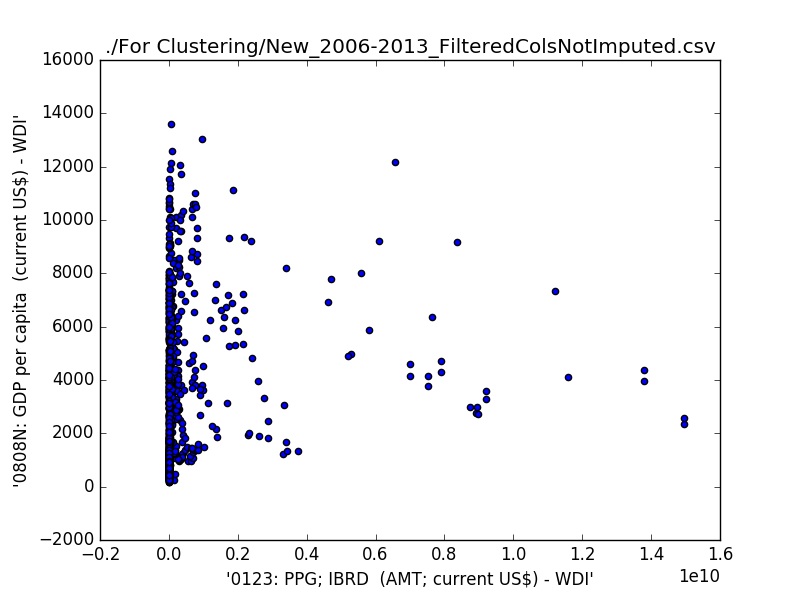 ./For Clustering/New_2006-2013_FilteredColsNotImputed.csv
16000
14000
12000
10000
8000
6000
4000
2000
0
−2000
'0808N: GDP per capita  (current US$) - WDI'
−0.2 0.0 0.2 0.4 0.6 0.8 1.0 1.2 1.4 1.6
1e10
'0123: PPG; IBRD  (AMT; current US$) - WDI'